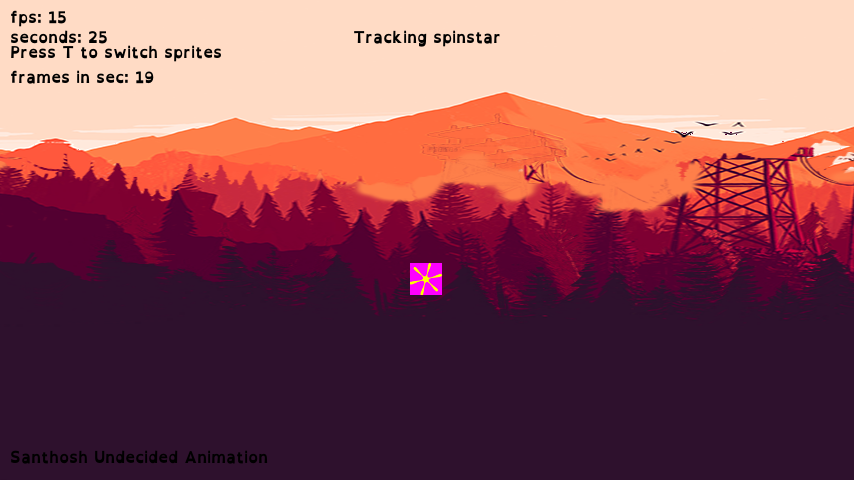 fps: 15
seconds: 25
Tracking spinstar
Press T to switch sprites
frames in sec: 19
Santhosh Undecided Animation